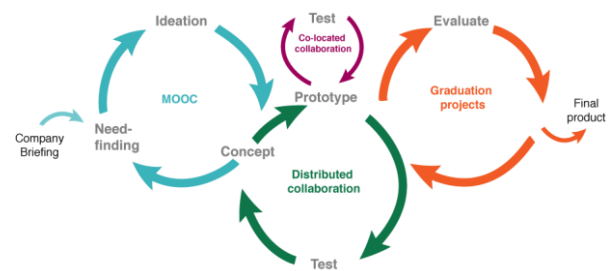 Ideation
Test
Evaluate
Co-located
collaboration
MOOC
Prototype
Graduation
projects
Final
product
Company
Briefing
Need-
finding
Concept
Distributed
collaboration
Test